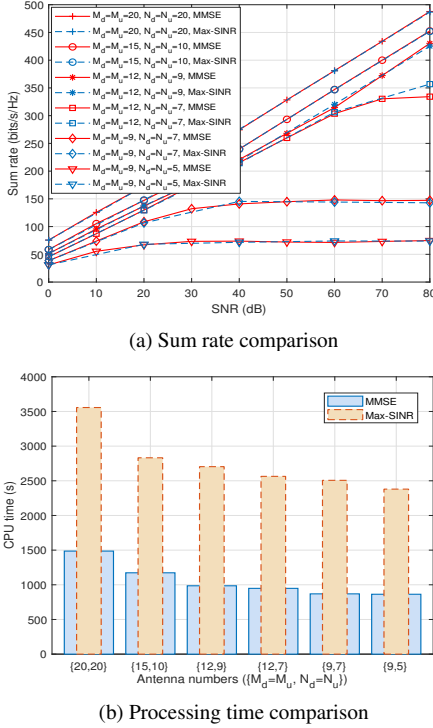 500
450
400
350
300
250
200
150
100
50
0
Sum rate (bits/s/Hz)
M_d=M_u=20, N_d=N_u=20, MMSE
M_d=M_u=20, N_d=N_u=20, Max-SINR
M_d=M_u=15, N_d=N_u=10, MMSE
M_d=M_u=15, N_d=N_u=10, Max-SINR
M_d=M_u=12, N_d=N_u=9, MMSE
M_d=M_u=12, N_d=N_u=9, Max-SINR
M_d=M_u=12, N_d=N_u=7, MMSE
M_d=M_u=12, N_d=N_u=7, Max-SINR
M_d=M_u=9, N_d=N_u=7, MMSE
M_d=M_u=9, N_d=N_u=7, Max-SINR
M_d=M_u=9, N_d=N_u=5, MMSE
M_d=M_u=9, N_d=N_u=5, Max-SINR
0 10 20 30 40 50 60 70 80
SNR (dB)
(a) Sum rate comparison
4000
3500
3000
2500
2000
1500
1000
500
0
CPU time (s)
MMSE
Max-SINR
{20,20} {15,10} {12,9} {12,7} {9,7} {9,5}
Antenna numbers ({M_d=M_u, N_d=N_u})
(b) Processing time comparison